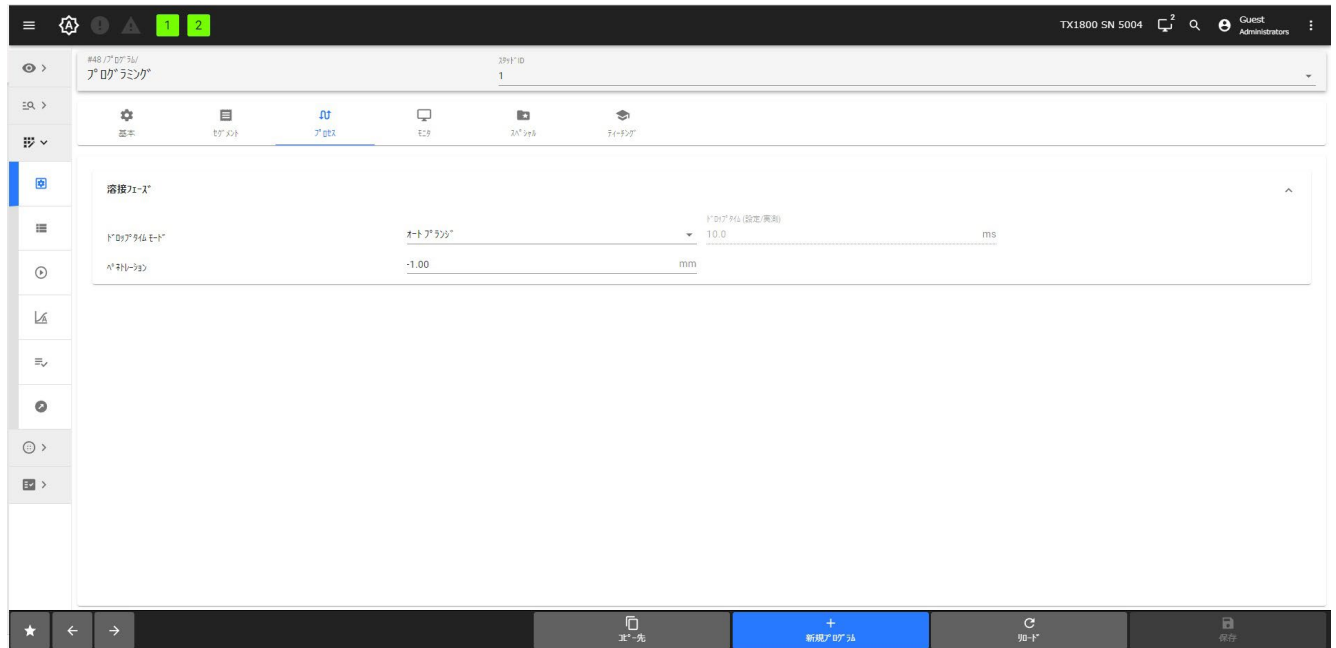 1
2
TX1800 SN 5004
2
Guest
Administrators
#48 /ﾌﾟﾛｸﾞﾗﾑ/
ﾌﾟﾛｸﾞﾗﾐﾝｸﾞ
ｽﾀｯﾄﾞ ID
1
基本
ｾｸﾞﾒﾝﾄ
ﾌﾟﾛｾｽ
ﾓﾆﾀ
ｽﾍﾟｼｬﾙ
ﾃｨｰﾁﾝｸﾞ
溶接ﾌｪｰｽﾞ
ﾄﾞﾛｯﾌﾟﾀｲﾑ ﾓｰﾄﾞ
ｵｰﾄ ﾌﾟﾗﾝｼﾞ
ﾄﾞﾛｯﾌﾟﾀｲﾑ (設定/実測)
10.0 ms
ﾍﾟﾈﾄﾚｰｼｮﾝ
-1.00 mm
ｺﾋﾟｰ先
新規ﾌﾟﾛｸﾞﾗﾑ
ﾘﾛｰﾄﾞ
保存